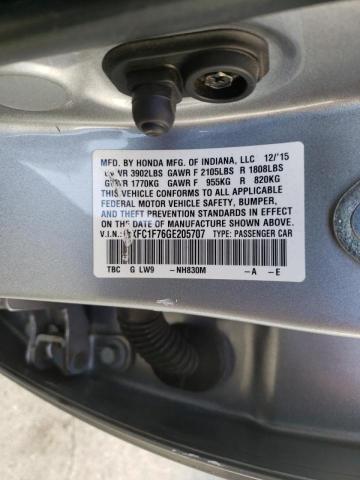 MFD. BY HONDA MFG. OF INDIANA, LLC 12/'15
GVWR 3902LBS GAWR F 2105LBS R 1808LBS
GVWR 1770KG GAWR F 955KG R 820KG
THIS VEHICLE CONFORMS TO ALL APPLICABLE
FEDERAL MOTOR VEHICLE SAFETY, BUMPER,
AND THEFT PREVENTION STANDARDS IN EFFECT
ON THE DATE OF MANUFACTURE SHOWN ABOVE.
V.I.N.: XFC1F76GE205707 TYPE: PASSENGER CAR
TBC G LW9 –NH830M –A –E